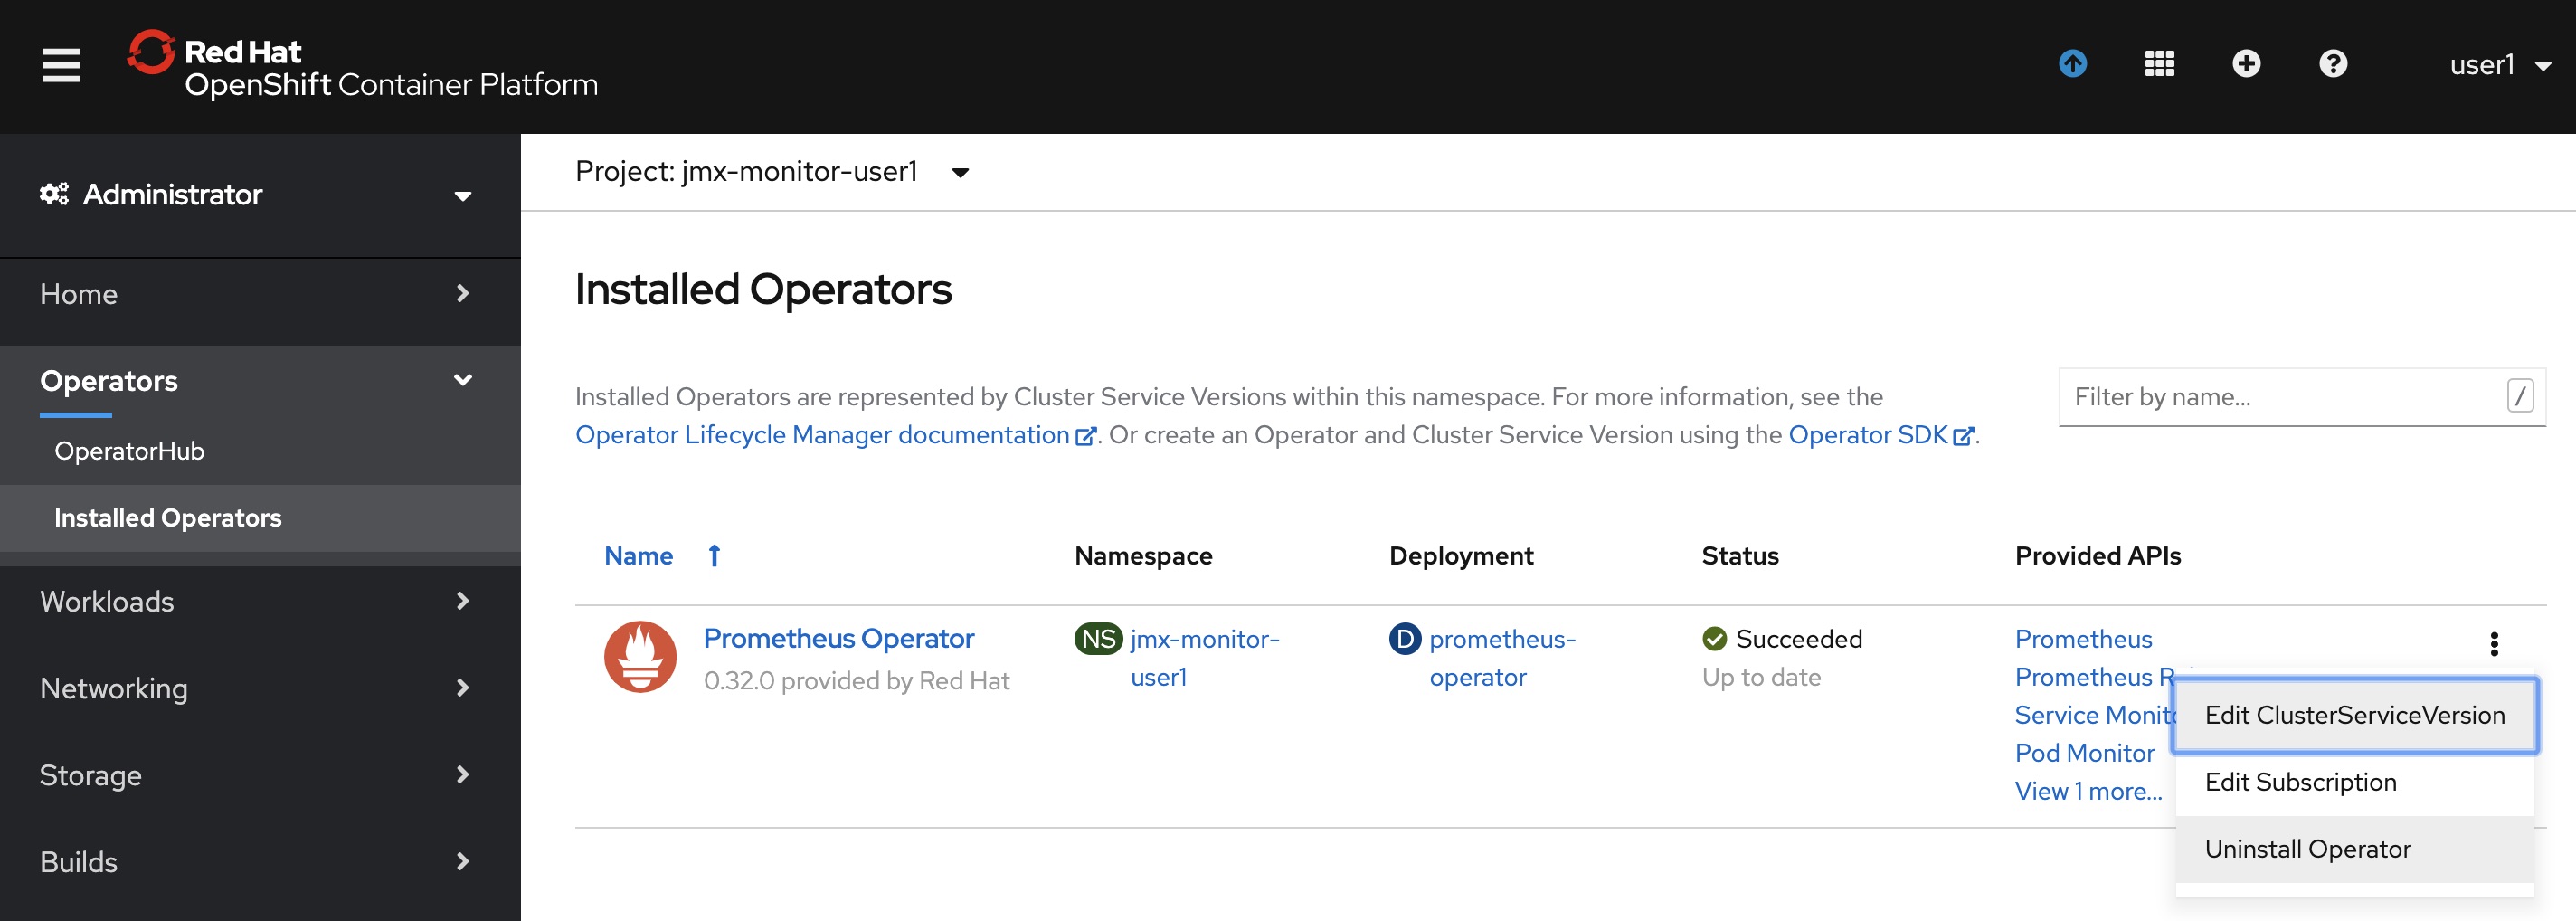 Red Hat
OpenShift Container Platform
user1
Administrator
Home
Operators
OperatorHub
Installed Operators
Workloads
Networking
Storage
Builds
Project: jmx-monitor-user1
Installed Operators
Installed Operators are represented by Cluster Service Versions within this namespace. For more information, see the
Operator Lifecycle Manager documentation. Or create an Operator and Cluster Service Version using the Operator SDK.
Filter by name...
/
Name
Namespace
Deployment
Status
Provided APIs
Prometheus Operator
0.32.0 provided by Red Hat
NS jmx-monitor-
user1
D prometheus-
operator
Succeeded
Up to date
Prometheus
Prometheus
Service
Pod Monitor
View 1 more...
Edit ClusterServiceVersion
Edit Subscription
Uninstall Operator